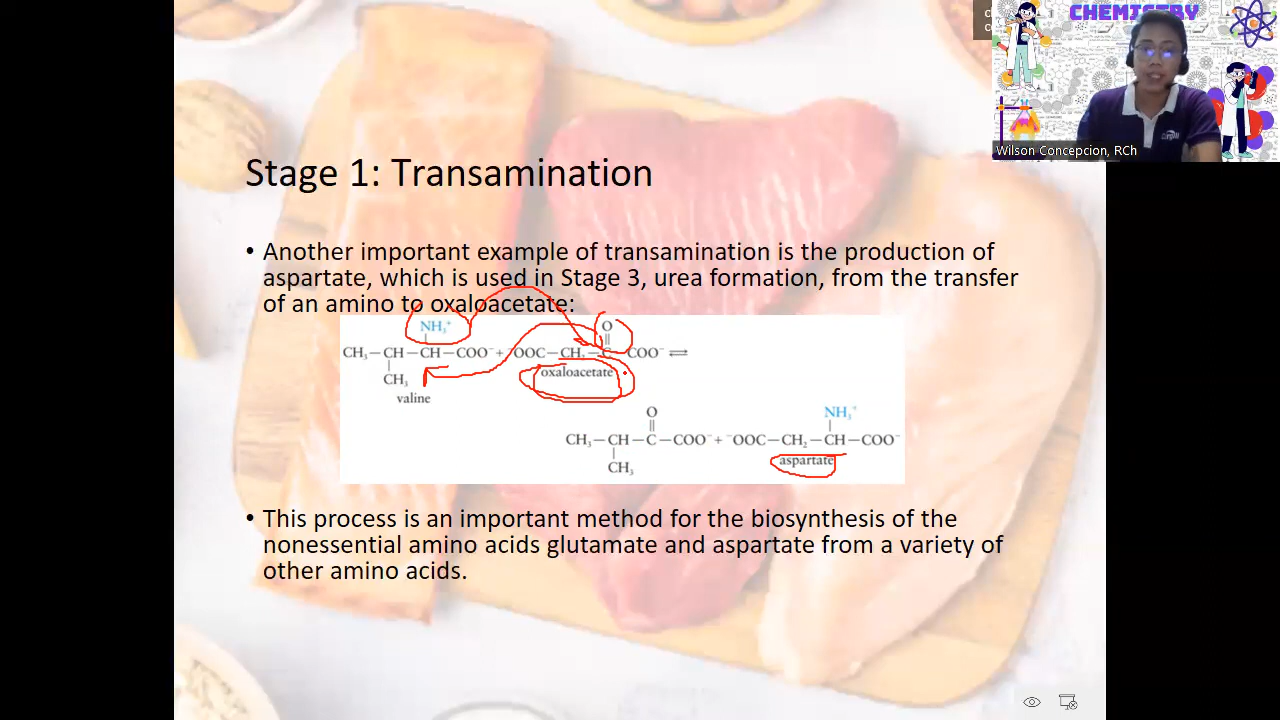 CHEMISTRY
Wilson Concepcion, RCh
Stage 1: Transamination
• Another important example of transamination is the production of
aspartate, which is used in Stage 3, urea formation, from the transfer
of an amino to oxaloacetate:
NH₃⁺ O
CH₃—CH—CH—COO⁻ + ⁻OOC—CH₂—C—COO⁻ ⇌
CH₃ oxaloacetate
valine
O NH₃⁺
CH₃—CH—C—COO⁻ + ⁻OOC—CH₂—CH—COO⁻
CH₃ aspartate
• This process is an important method for the biosynthesis of the
nonessential amino acids glutamate and aspartate from a variety of
other amino acids.